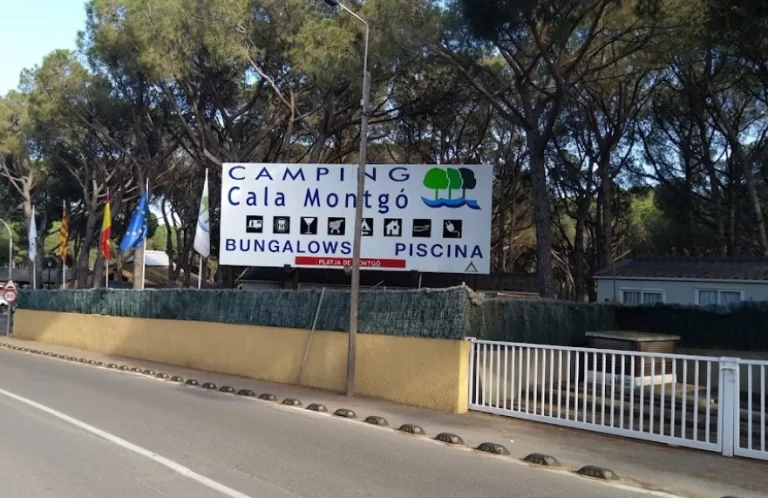 CAMPING
Cala Montgó
BUNGALOWS PISCINA
PLATJA DE MONTGÓ